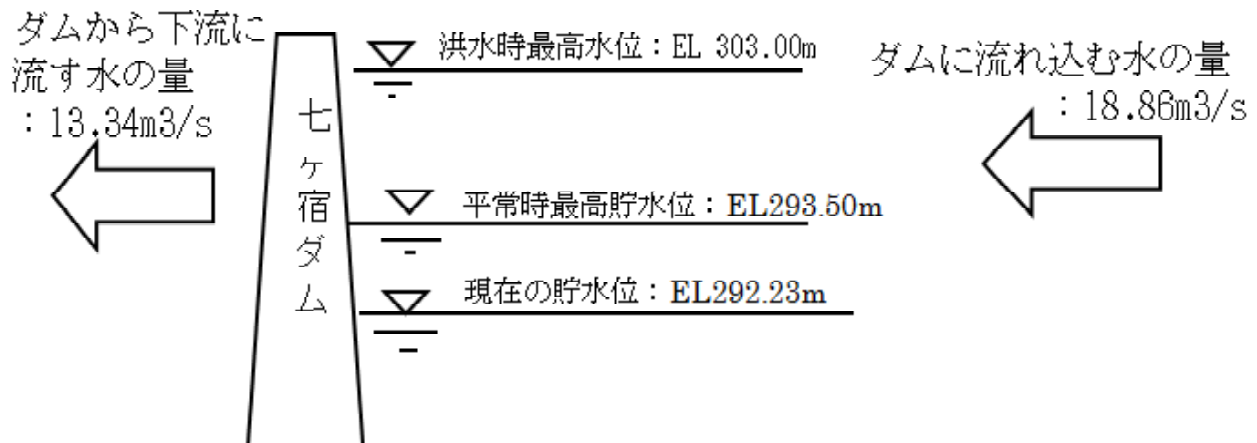 ダムから下流に
流す水の量
：13.34m3/s
洪水時最高水位：EL 303.00m
ダムに流れ込む水の量
：18.86m3/s
七ヶ宿ダム
平常時最高貯水位：EL293.50m
現在の貯水位：EL292.23m